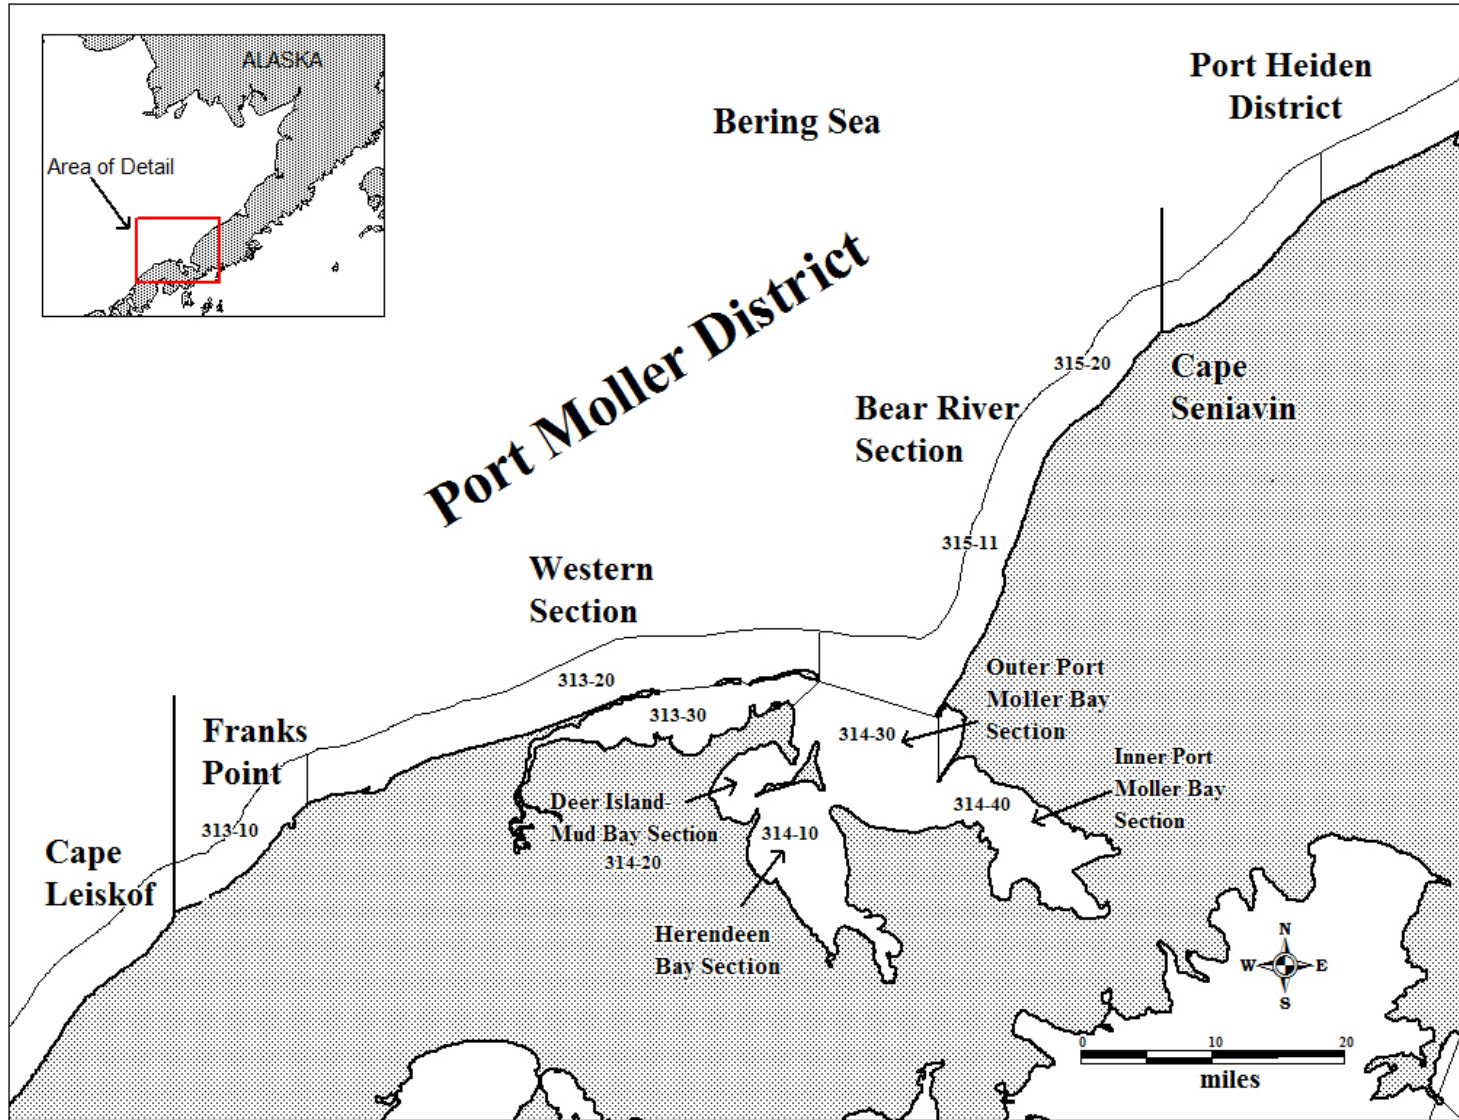 ALASKA
Area of Detail
Bering Sea
Port Heiden
District
Port Moller District
315-20
Cape
Seniavin
Bear River
Section
315-11
Western
Section
313-20
313-30
Outer Port
Moller Bay
Section
314-30
Franks
Point
313-10
Inner Port
Moller Bay
Section
314-40
Deer Island-
Mud Bay Section
314-20
314-10
Cape
Leiskof
Herendeen
Bay Section
N
W E
S
0 10 20
miles